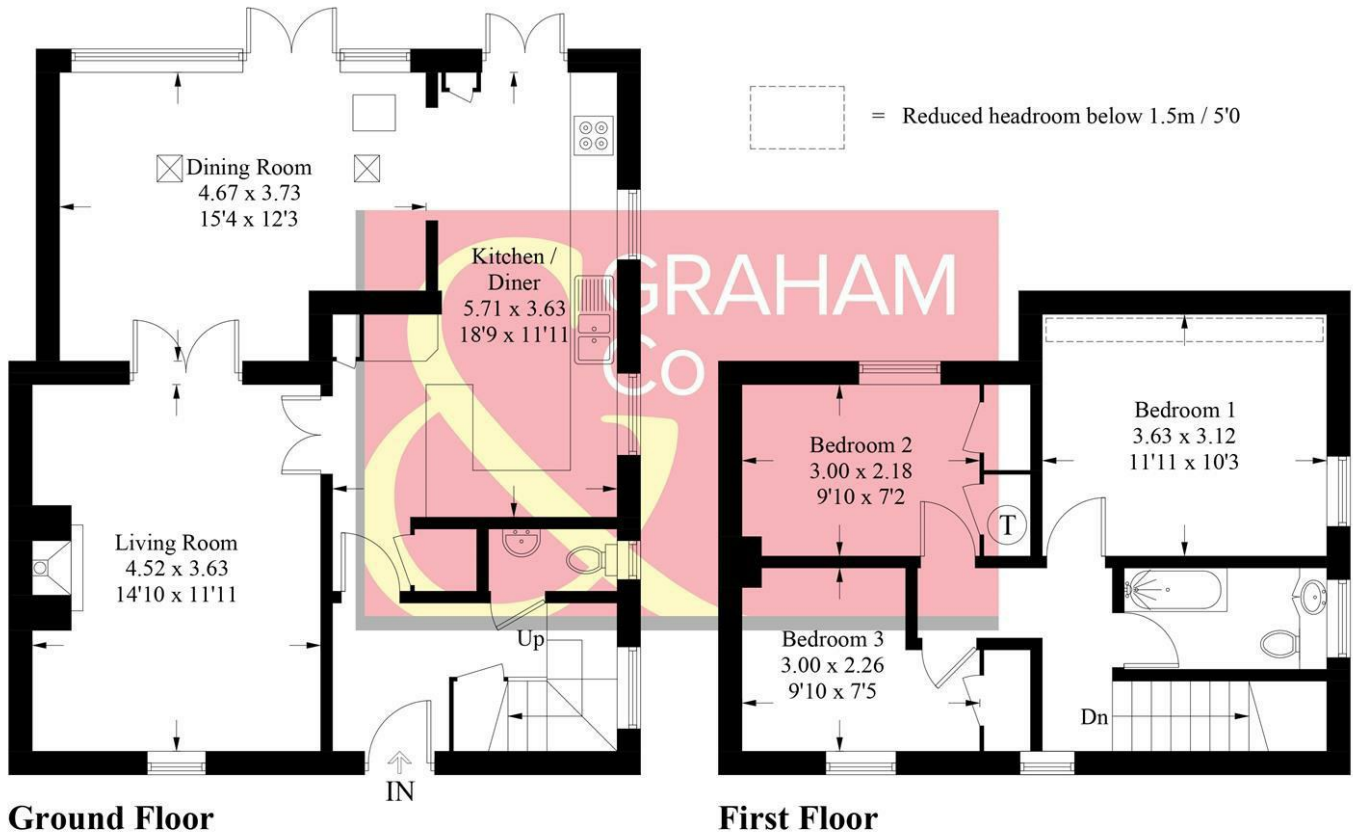 = Reduced headroom below 1.5m / 5'0
Dining Room
4.67 x 3.73
15'4 x 12'3
Kitchen /
Diner
5.71 x 3.63
18'9 x 11'11
& GRAHAM
Co
Living Room
4.52 x 3.63
14'10 x 11'11
Up
IN
Bedroom 1
3.63 x 3.12
11'11 x 10'3
Bedroom 2
3.00 x 2.18
9'10 x 7'2
T
Bedroom 3
3.00 x 2.26
9'10 x 7'5
Dn
Ground Floor
First Floor